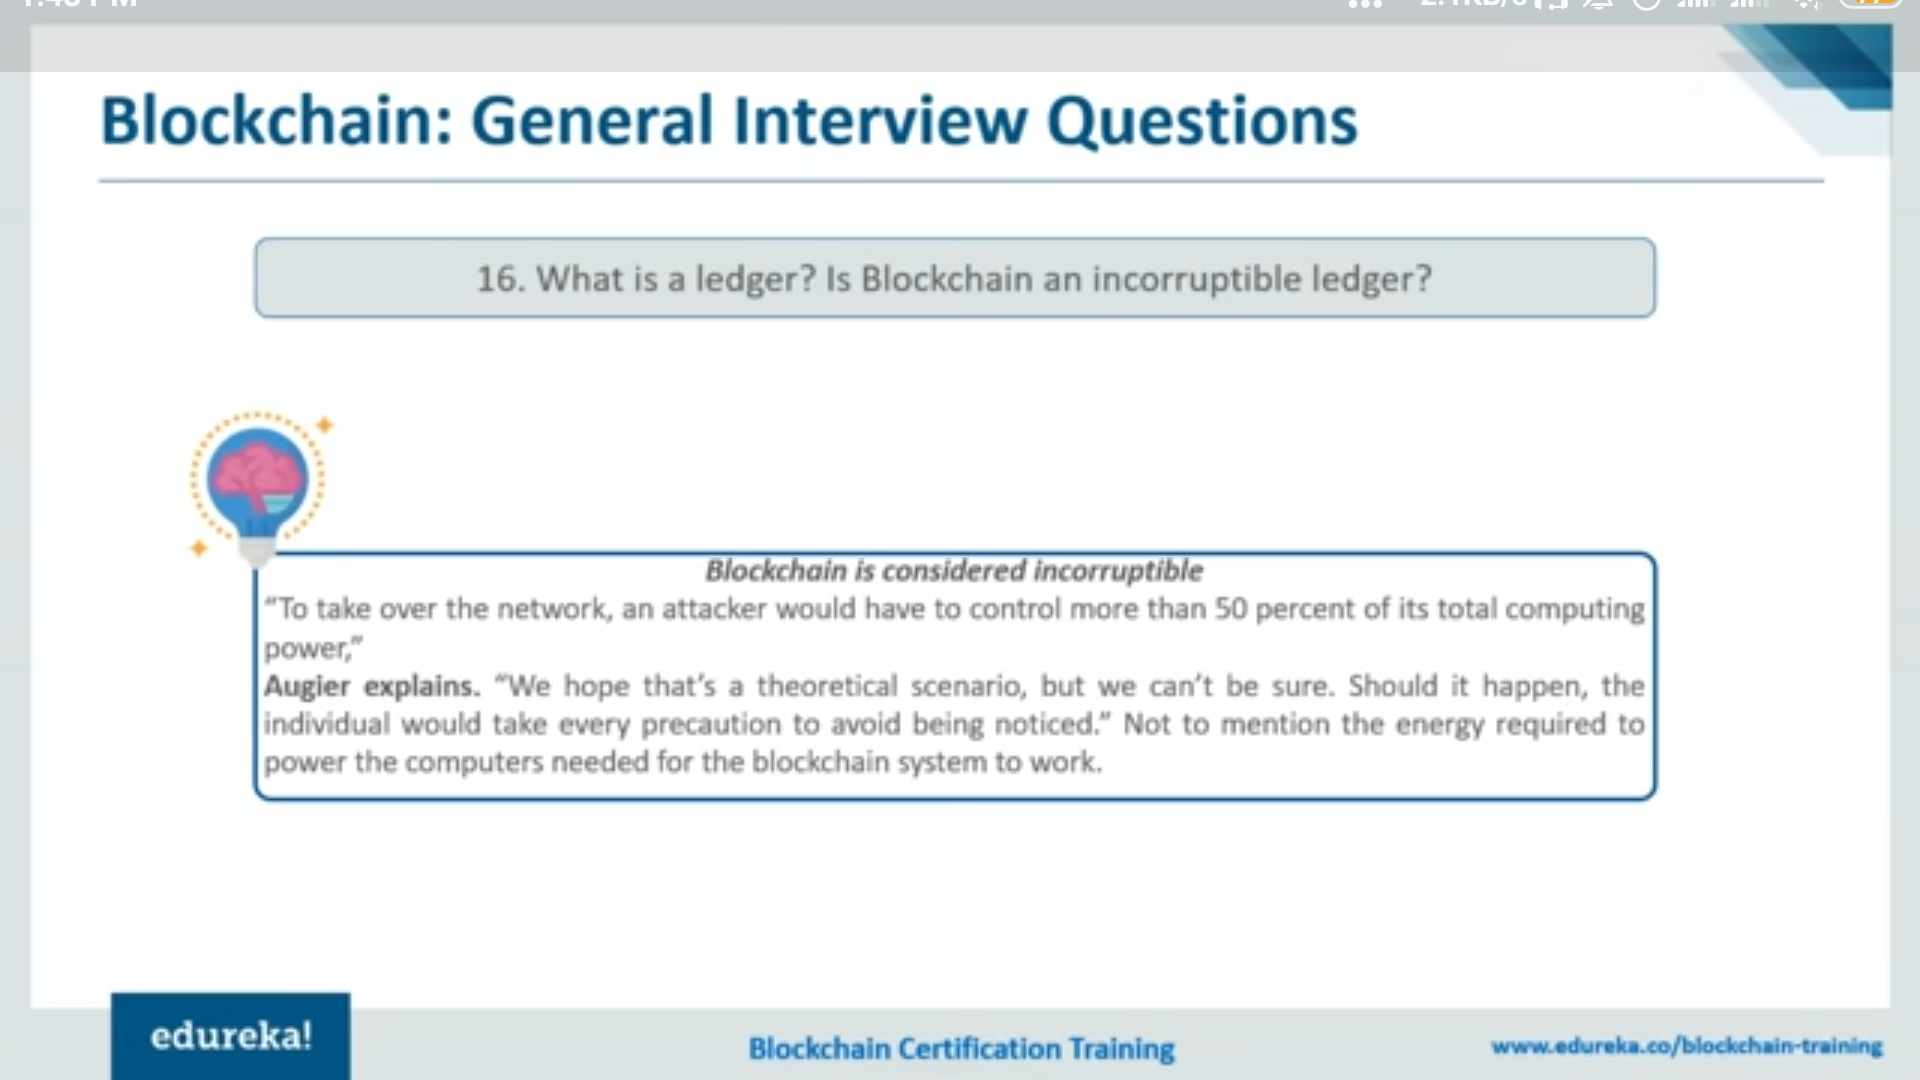 Blockchain: General Interview Questions
16. What is a ledger? Is Blockchain an incorruptible ledger?
Blockchain is considered incorruptible
“To take over the network, an attacker would have to control more than 50 percent of its total computing
power,”
Augier explains. “We hope that’s a theoretical scenario, but we can’t be sure. Should it happen, the
individual would take every precaution to avoid being noticed.” Not to mention the energy required to
power the computers needed for the blockchain system to work.
edureka!
Blockchain Certification Training
www.edureka.co/blockchain-training